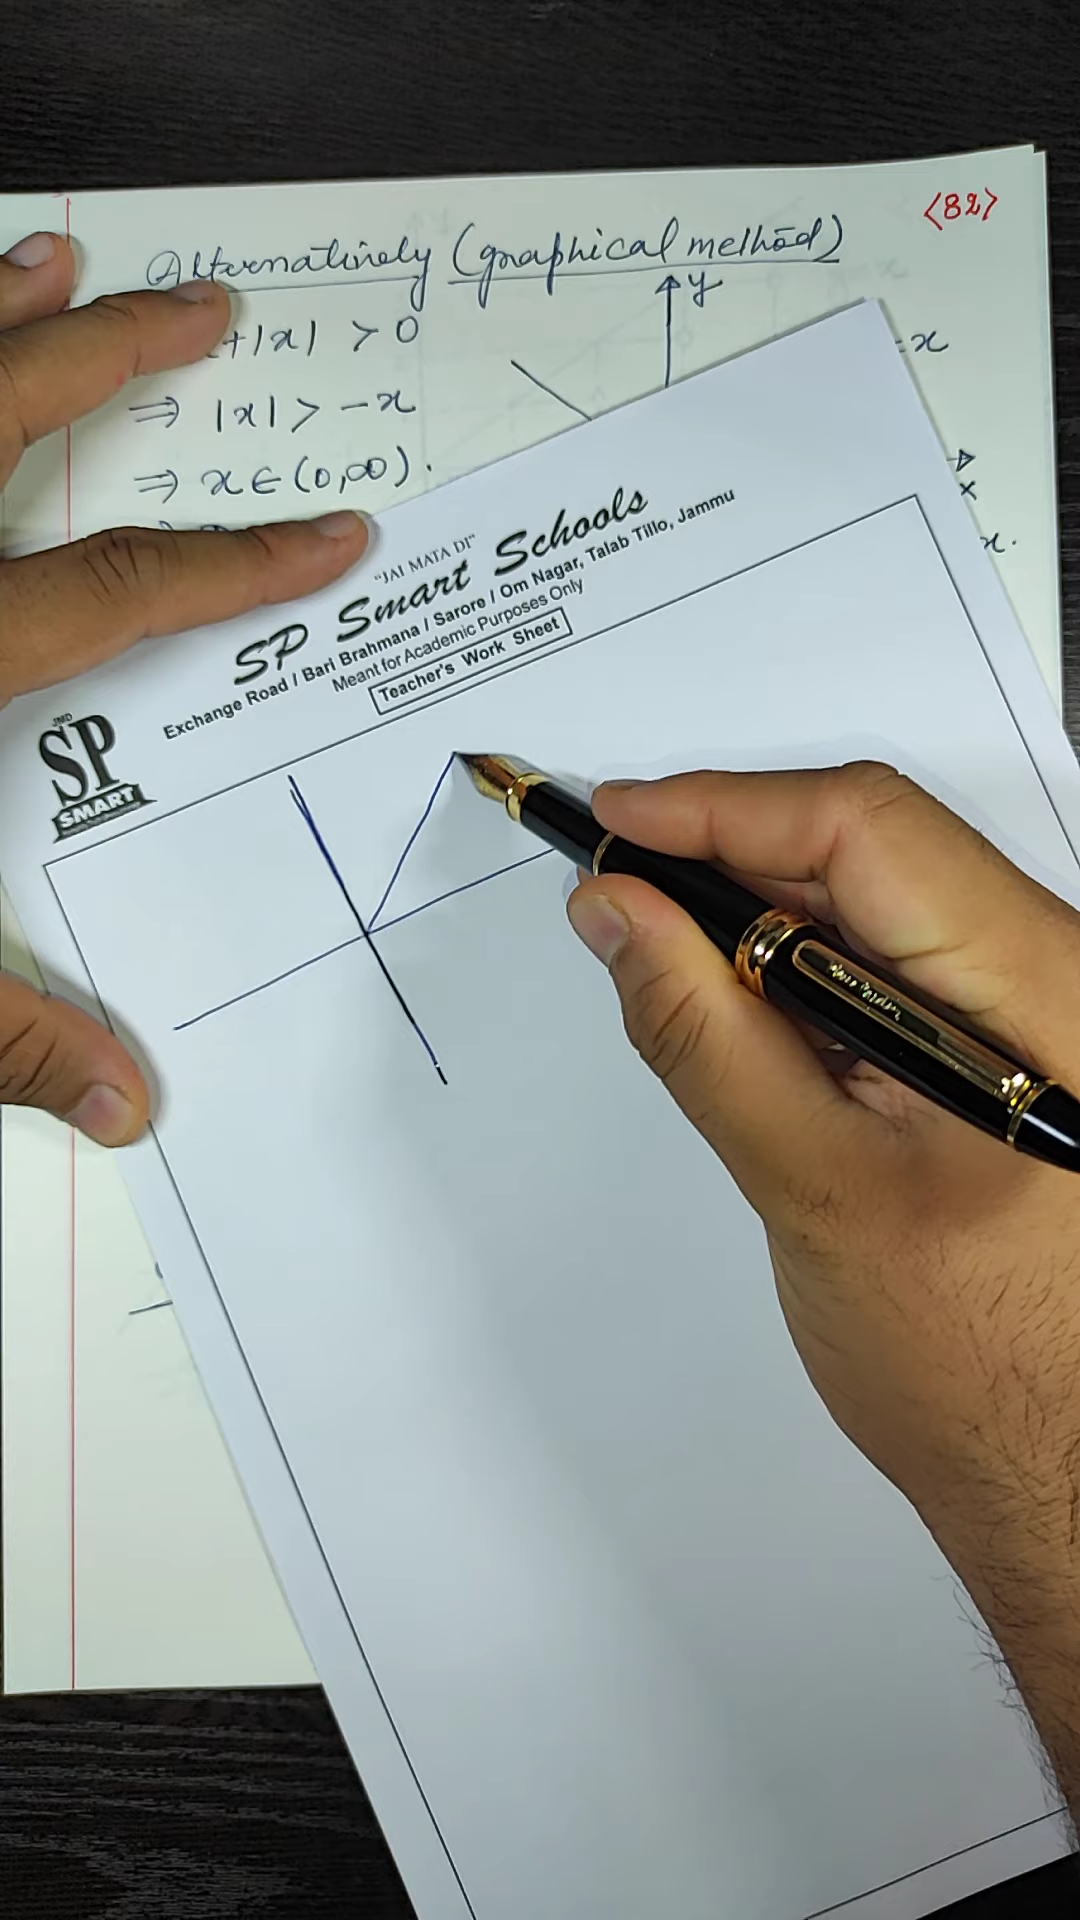 <82>
Alternatively (graphical method)
+|x| > 0
y
=x
⇒ |x| > -x
⇒ x∈(0,∞).
x
x.
"JAI MATA DI"
SP Smart Schools
Exchange Road / Bari Brahmana / Sarore / Om Nagar, Talab Tillo, Jammu
Meant for Academic Purposes Only
Teacher's Work Sheet
JMD
SP
SMART